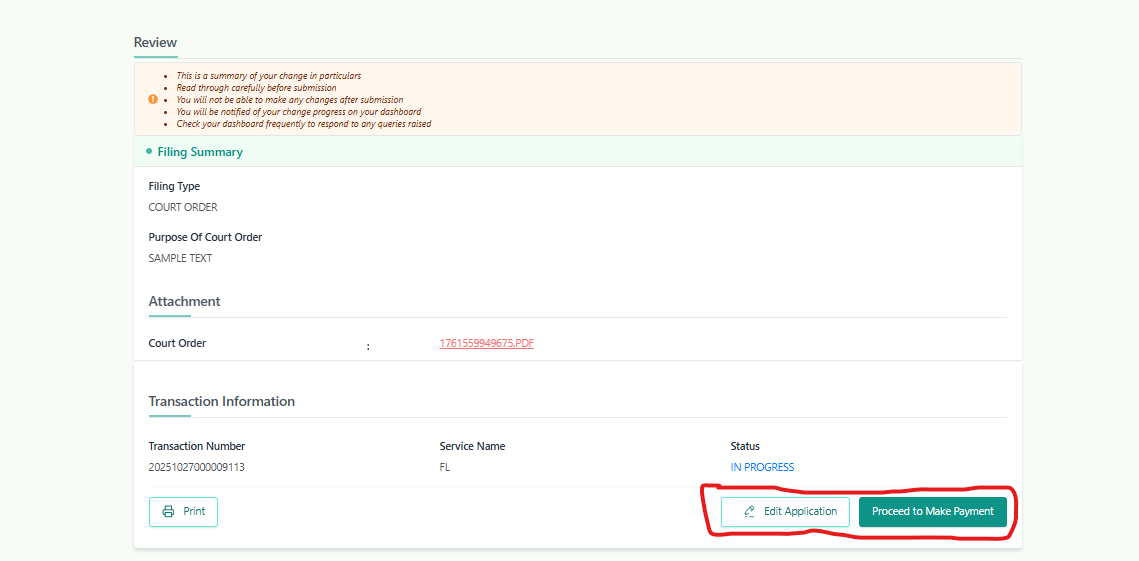 Review
This is a summary of your change in particulars
Read through carefully before submission
You will not be able to make any changes after submission
You will be notified of your change progress on your dashboard
Check your dashboard frequently to respond to any queries raised
Filing Summary
Filing Type
COURT ORDER
Purpose Of Court Order
SAMPLE TEXT
Attachment
Court Order : 1761559949675.PDF
Transaction Information
Transaction Number Service Name Status
20251027000009113 FL IN PROGRESS
Print Edit Application Proceed to Make Payment